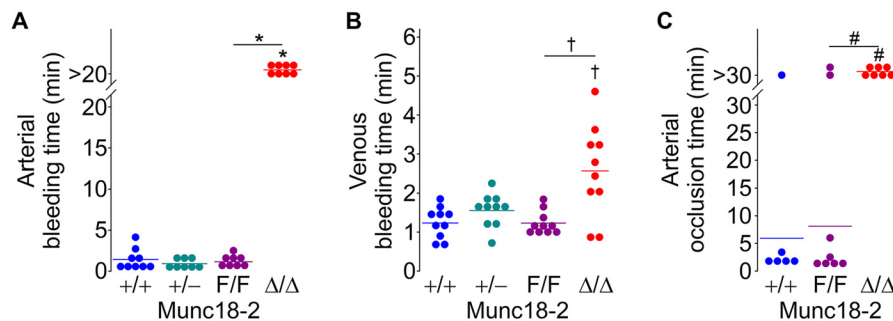 A
Arterial
bleeding time (min)
>20
20
15
10
5
0
*
*
+/+ +/− F/F Δ/Δ
Munc18-2
B
Venous
bleeding time (min)
6
5
4
3
2
1
0
†
†
+/+ +/− F/F Δ/Δ
Munc18-2
C
Arterial
occlusion time (min)
>30
30
25
20
15
10
5
0
#
#
+/+ F/F Δ/Δ
Munc18-2